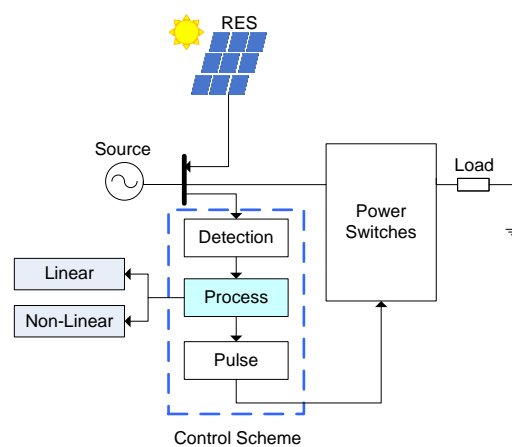 RES
Source
Load
Power
Switches
Detection
Linear
Process
Non-Linear
Pulse
Control Scheme